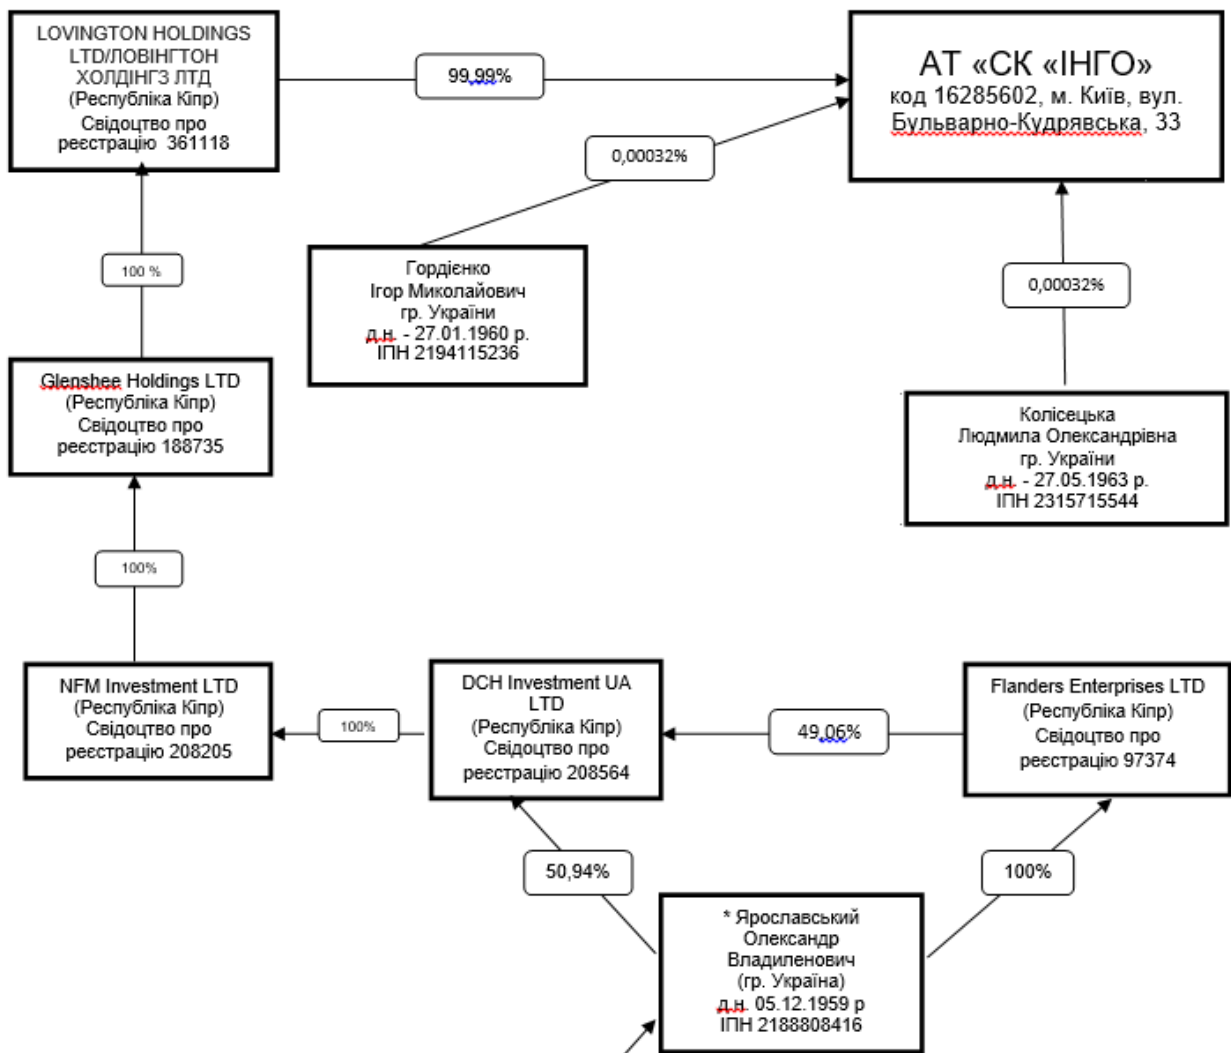 LOVINGTON HOLDINGS
LTD/ЛОВІНГТОН
ХОЛДІНГЗ ЛТД
(Республіка Кіпр)
Свідоцтво про
реєстрацію 361118
99,99%
АТ «СК «ІНГО»
код 16285602, м. Київ, вул.
Бульварно-Кудрявська, 33
0,00032%
100 %
Гордієнко
Ігор Миколайович
гр. України
д.н. - 27.01.1960 р.
ІПН 2194115236
0,00032%
Glenshee Holdings LTD
(Республіка Кіпр)
Свідоцтво про
реєстрацію 188735
Колісецька
Людмила Олександрівна
гр. України
д.н. - 27.05.1963 р.
ІПН 2315715544
100%
NFM Investment LTD
(Республіка Кіпр)
Свідоцтво про
реєстрацію 208205
100%
DCH Investment UA
LTD
(Республіка Кіпр)
Свідоцтво про
реєстрацію 208564
49,06%
Flanders Enterprises LTD
(Республіка Кіпр)
Свідоцтво про
реєстрацію 97374
50,94%
100%
* Ярославський
Олександр
Владиленович
(гр. Україна)
д.н. 05.12.1959 р
ІПН 2188808416